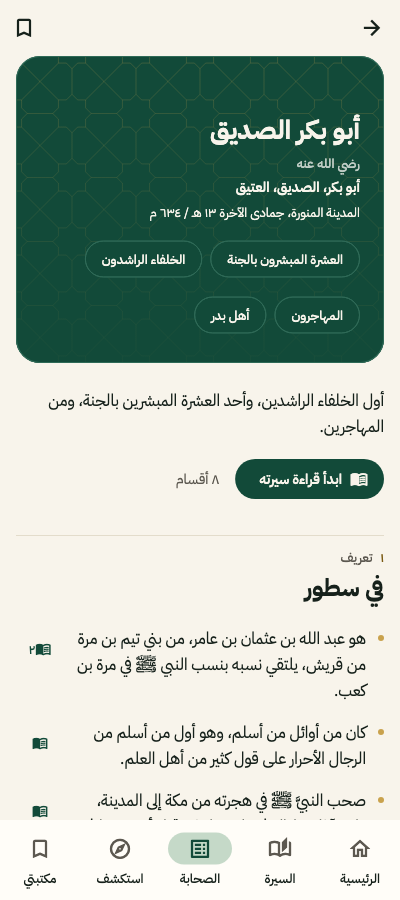 أبو بكر الصديق
رضي الله عنه
أبو بكر، الصديق، العتيق
المدينة المنورة، جمادى الآخرة ١٣ هـ / ٦٣٤ م
العشرة المبشرون بالجنة
الخلفاء الراشدون
المهاجرون
أهل بدر
أول الخلفاء الراشدين، وأحد العشرة المبشرين بالجنة، ومن
المهاجرين.
ابدأ قراءة سيرته
٨ أقسام
١ تعريف
في سطور
هو عبد الله بن عثمان بن عامر، من بني تيم بن مرة
٢
من قريش، يلتقي نسبه بنسب النبي ﷺ في مرة بن
كعب.
كان من أوائل من أسلم، وهو أول من أسلم من
الرجال الأحرار على قول كثير من أهل العلم.
صحب النبيَّ ﷺ في هجرته من مكة إلى المدينة،
الرئيسية
السيرة
الصحابة
استكشف
مكتبتي